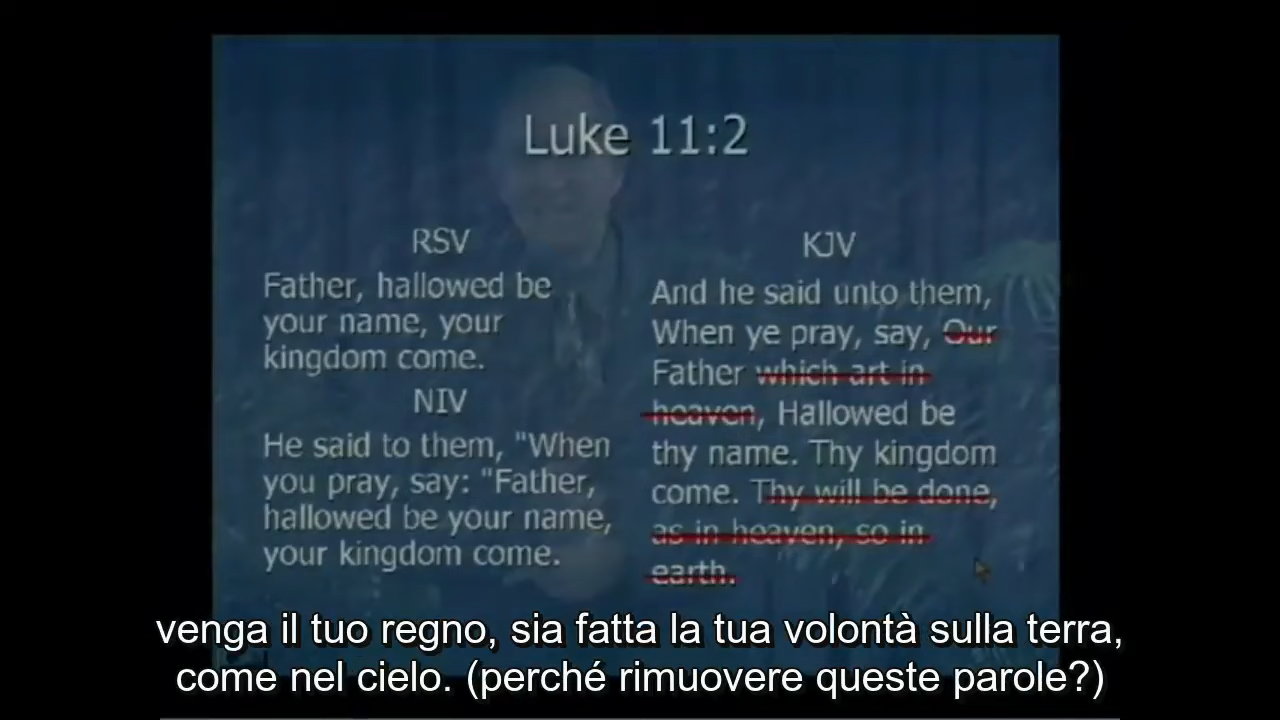 Luke 11:2
RSV
Father, hallowed be
your name, your
kingdom come.
NIV
He said to them, "When
you pray, say: "Father,
hallowed be your name,
your kingdom come.
KJV
And he said unto them,
When ye pray, say, Our
Father which art in
heaven, Hallowed be
thy name. Thy kingdom
come. Thy will be done,
as in heaven, so in
earth.
venga il tuo regno, sia fatta la tua volontà sulla terra,
come nel cielo. (perché rimuovere queste parole?)